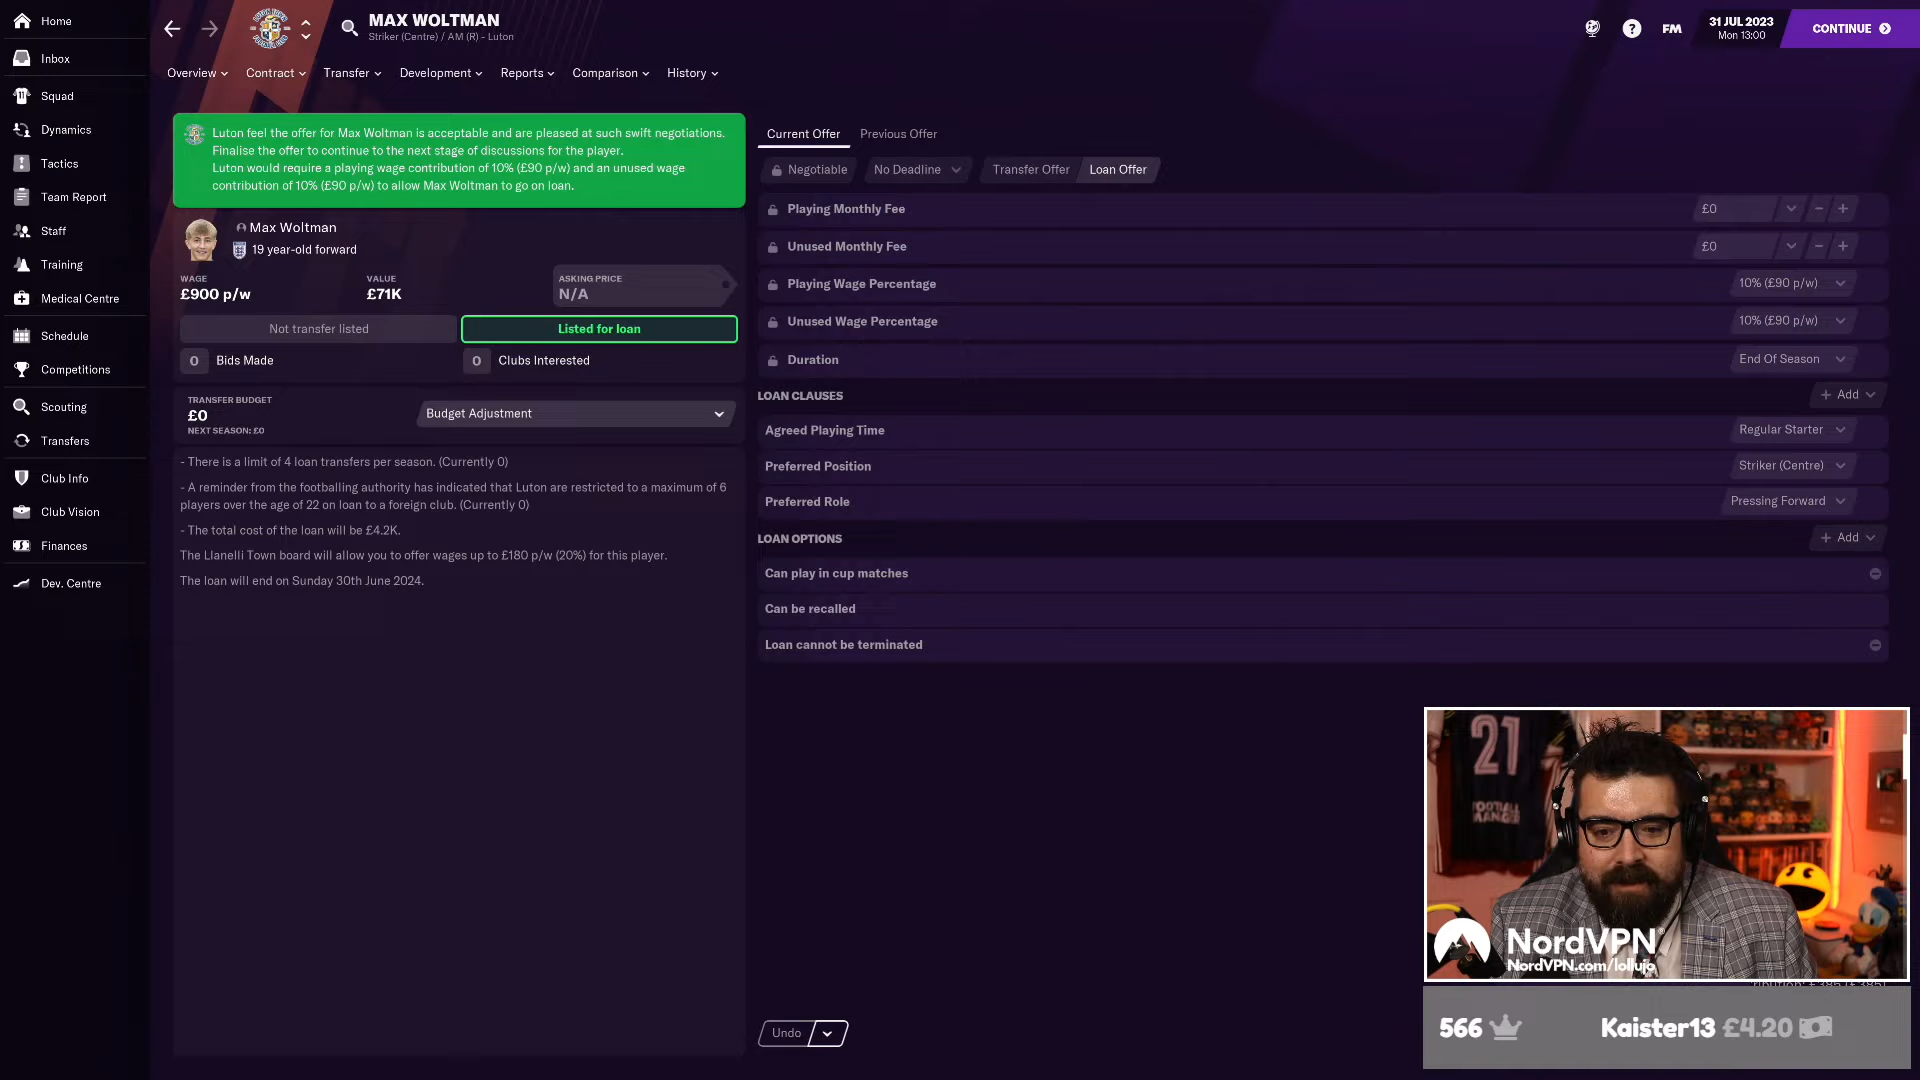 Home
Inbox
Squad
Dynamics
Tactics
Team Report
Staff
Training
Medical Centre
Schedule
Competitions
Scouting
Transfers
Club Info
Club Vision
Finances
Dev. Centre
MAX WOLTMAN
Striker (Centre) / AM (R) - Luton
FM
31 JUL 2023
Mon 13:00
CONTINUE
Overview
Contract
Transfer
Development
Reports
Comparison
History
Luton feel the offer for Max Woltman is acceptable and are pleased at such swift negotiations.
Finalise the offer to continue to the next stage of discussions for the player.
Luton would require a playing wage contribution of 10% (£90 p/w) and an unused wage
contribution of 10% (£90 p/w) to allow Max Woltman to go on loan.
Max Woltman
19 year-old forward
WAGE
£900 p/w
VALUE
£71K
ASKING PRICE
N/A
Not transfer listed
Listed for loan
0 Bids Made
0 Clubs Interested
TRANSFER BUDGET
£0
NEXT SEASON: £0
Budget Adjustment
- There is a limit of 4 loan transfers per season. (Currently 0)
- A reminder from the footballing authority has indicated that Luton are restricted to a maximum of 6
players over the age of 22 on loan to a foreign club. (Currently 0)
- The total cost of the loan will be £4.2K.
The Llanelli Town board will allow you to offer wages up to £180 p/w (20%) for this player.
The loan will end on Sunday 30th June 2024.
Current Offer
Previous Offer
Negotiable
No Deadline
Transfer Offer
Loan Offer
Playing Monthly Fee £0
Unused Monthly Fee £0
Playing Wage Percentage 10% (£90 p/w)
Unused Wage Percentage 10% (£90 p/w)
Duration End Of Season
LOAN CLAUSES + Add
Agreed Playing Time Regular Starter
Preferred Position Striker (Centre)
Preferred Role Pressing Forward
LOAN OPTIONS + Add
Can play in cup matches
Can be recalled
Loan cannot be terminated
Undo
21
NordVPN®
NordVPN.com/lollujo
566
Kaister13 £4.20